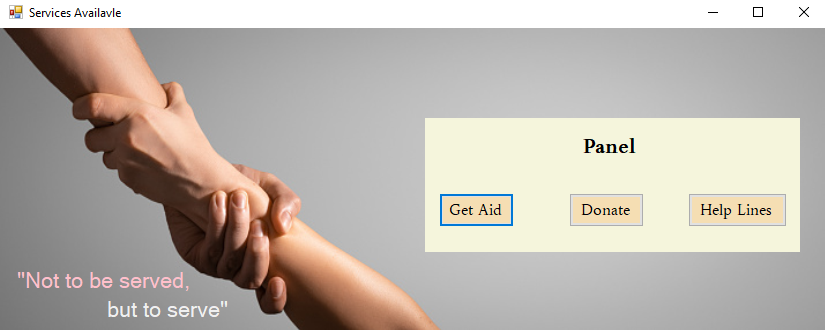 Services Availavle
Panel
Get Aid
Donate
Help Lines
"Not to be served,
but to serve"